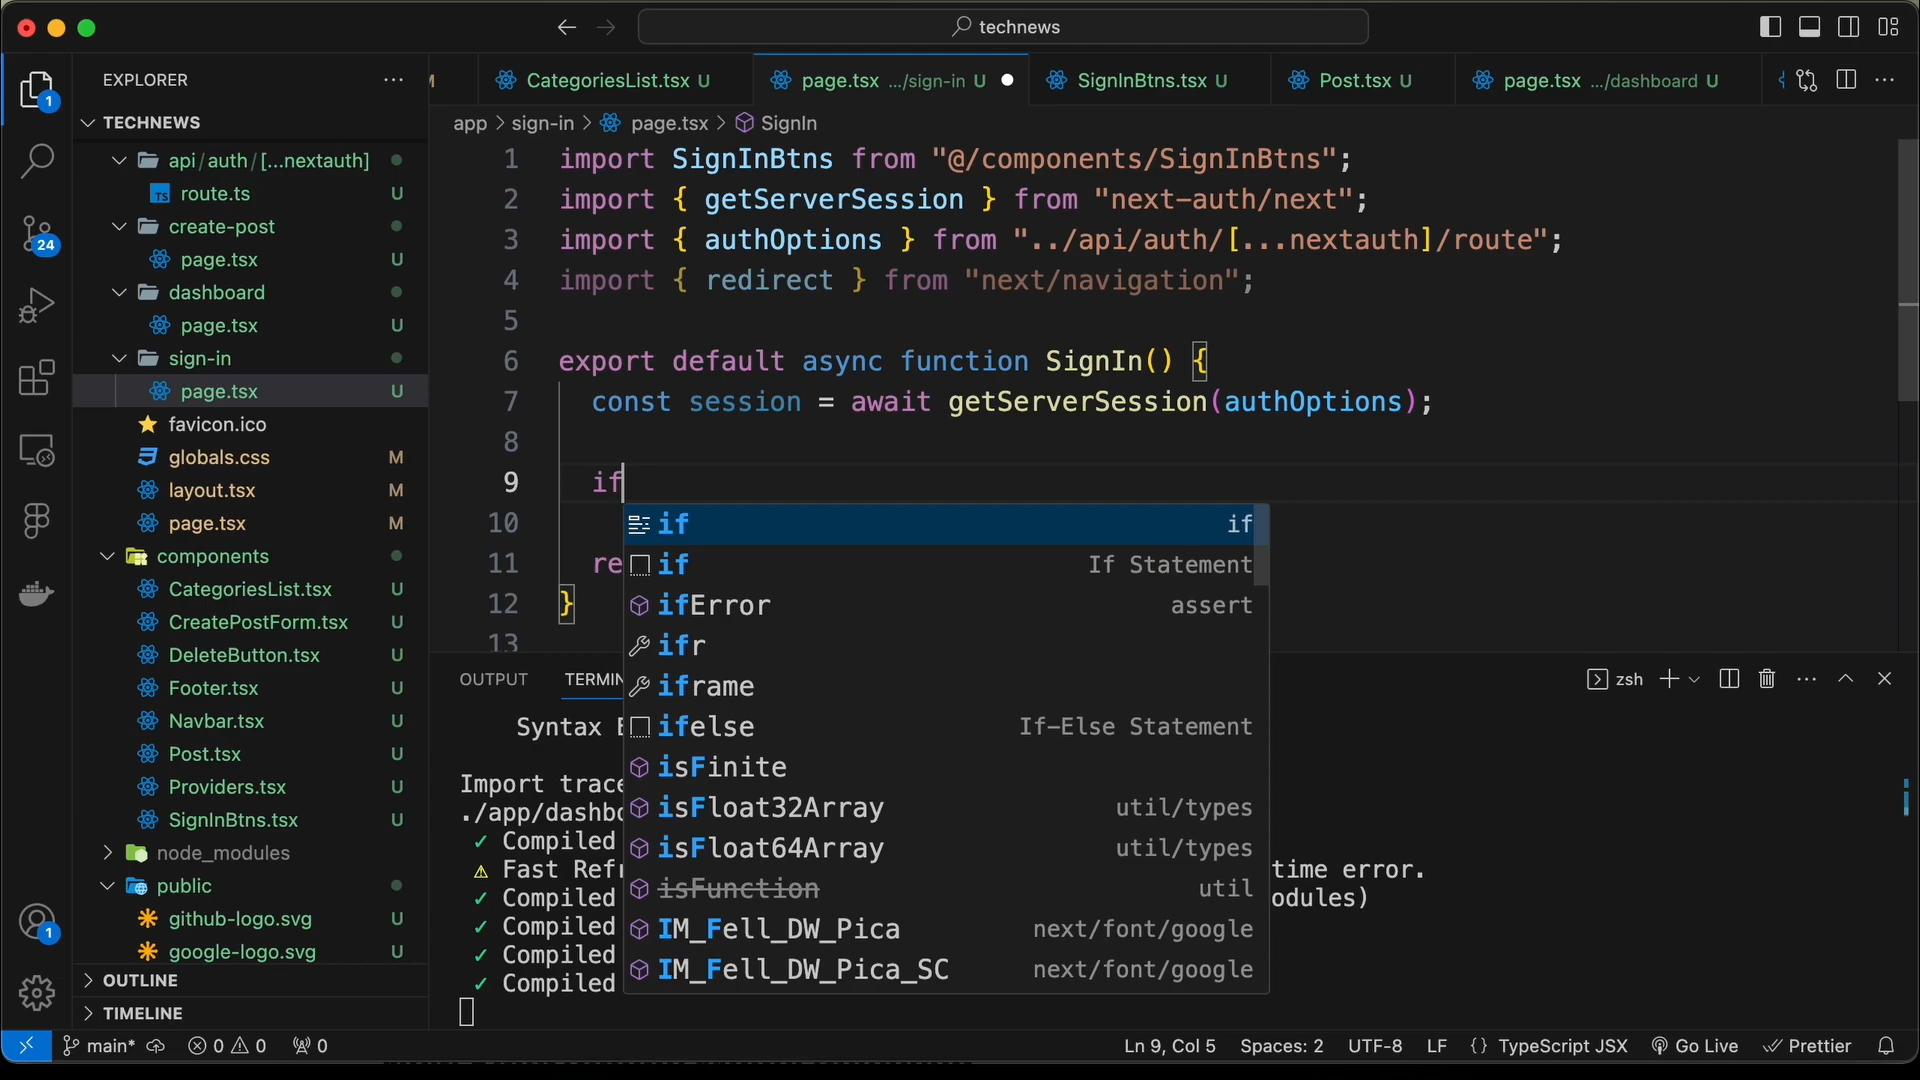 technews
EXPLORER
TECHNEWS
api/auth/[...nextauth]
route.ts U
create-post
page.tsx U
dashboard
page.tsx U
sign-in
page.tsx U
favicon.ico
globals.css M
layout.tsx M
page.tsx M
components
CategoriesList.tsx U
CreatePostForm.tsx U
DeleteButton.tsx U
Footer.tsx U
Navbar.tsx U
Post.tsx U
Providers.tsx U
SignInBtns.tsx U
node_modules
public
github-logo.svg U
google-logo.svg U
OUTLINE
TIMELINE
1
24
1
CategoriesList.tsx U
page.tsx .../sign-in U
SignInBtns.tsx U
Post.tsx U
page.tsx .../dashboard U
app > sign-in > page.tsx > SignIn
1 import SignInBtns from "@/components/SignInBtns";
2 import { getServerSession } from "next-auth/next";
3 import { authOptions } from "../api/auth/[...nextauth]/route";
4 import { redirect } from "next/navigation";
5
6 export default async function SignIn() {
7 const session = await getServerSession(authOptions);
8
9 if
10
11 re
12 }
13
if if
if If Statement
ifError assert
ifr
iframe
ifelse If-Else Statement
isFinite
isFloat32Array util/types
isFloat64Array util/types
isFunction util
IM_Fell_DW_Pica next/font/google
IM_Fell_DW_Pica_SC next/font/google
OUTPUT TERMIN
zsh
Syntax
Import trace
./app/dashbo
✓ Compiled
⚠ Fast Refr time error.
✓ Compiled odules)
✓ Compiled
✓ Compiled
✓ Compiled
main* 0 0 0
Ln 9, Col 5 Spaces: 2 UTF-8 LF {} TypeScript JSX Go Live Prettier